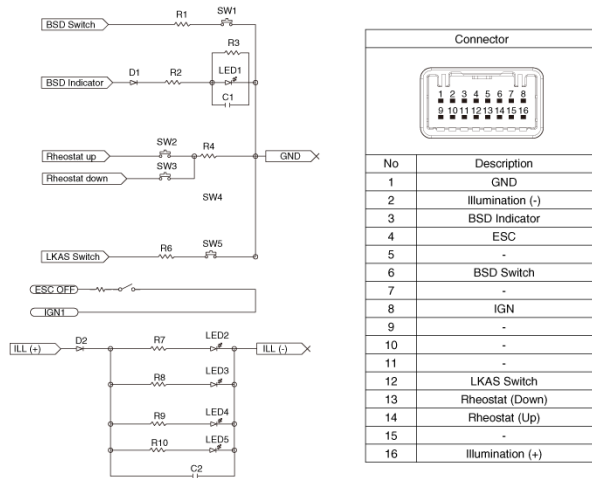 R1
SW1
BSD Switch
R3
BSD Indicator
D1
R2
LED1
C1
SW2
R4
Rheostat up
GND
SW3
Rheostat down
SW4
R6
SW5
LKAS Switch
ESC OFF
IGN1
ILL (+)
D2
R7
LED2
ILL (-)
R8
LED3
R9
LED4
R10
LED5
C2
Connector
1 2 3 4 5 6 7 8
9 10 11 12 13 14 15 16
No Description
1 GND
2 Illumination (-)
3 BSD Indicator
4 ESC
5 -
6 BSD Switch
7 -
8 IGN
9 -
10 -
11 -
12 LKAS Switch
13 Rheostat (Down)
14 Rheostat (Up)
15 -
16 Illumination (+)